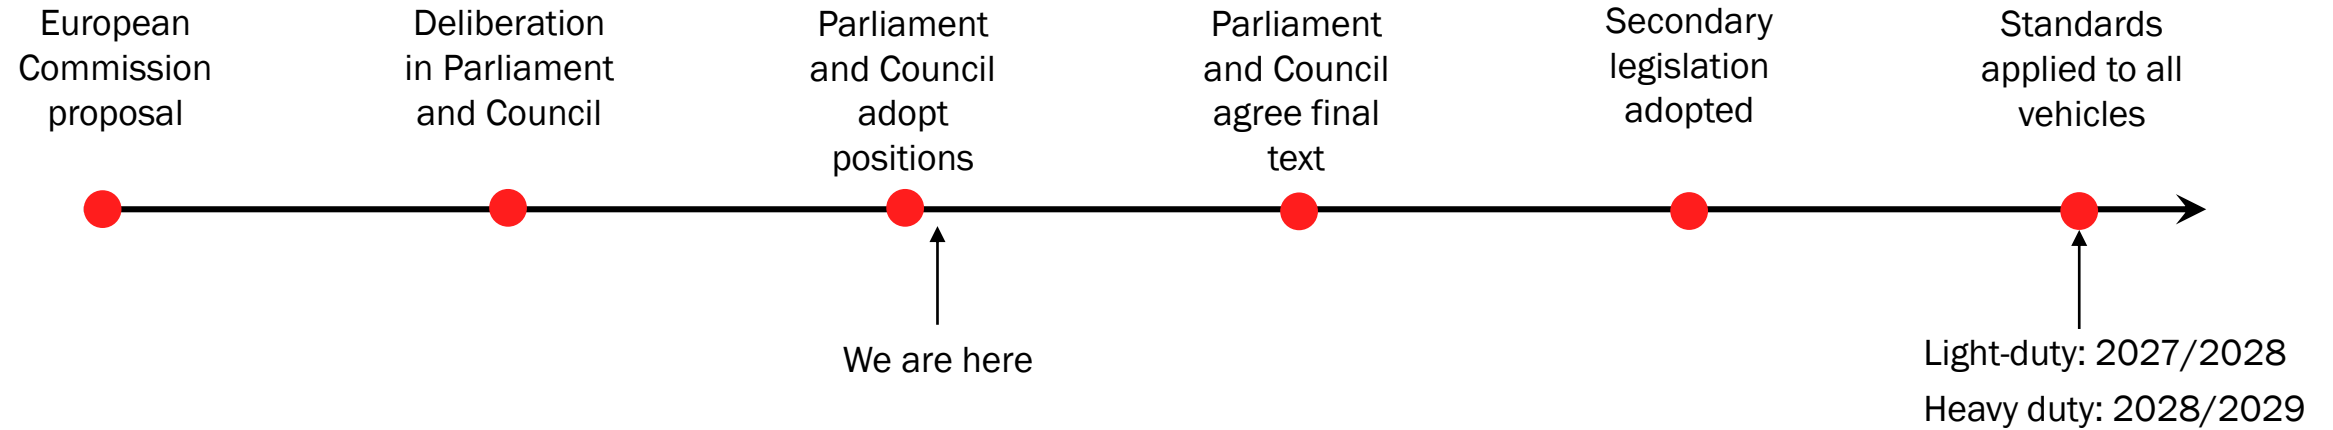 European
Commission
proposal
Deliberation
in Parliament
and Council
Parliament
and Council
adopt
positions
Parliament
and Council
agree final
text
Secondary
legislation
adopted
Standards
applied to all
vehicles
We are here
Light-duty: 2027/2028
Heavy duty: 2028/2029